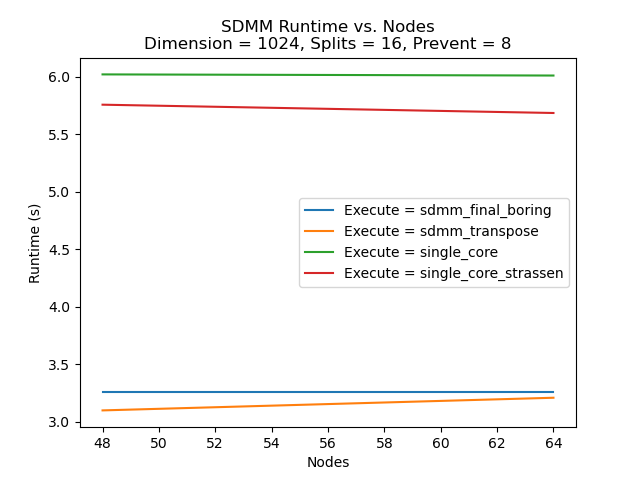 SDMM Runtime vs. Nodes
Dimension = 1024, Splits = 16, Prevent = 8
Runtime (s)
6.0
5.5
5.0
4.5
4.0
3.5
3.0
Execute = sdmm_final_boring
Execute = sdmm_transpose
Execute = single_core
Execute = single_core_strassen
48 50 52 54 56 58 60 62 64
Nodes